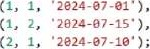 (1, 1, '2024-07-01'),
(1, 2, '2024-07-15'),
(2, 1, '2024-07-10');